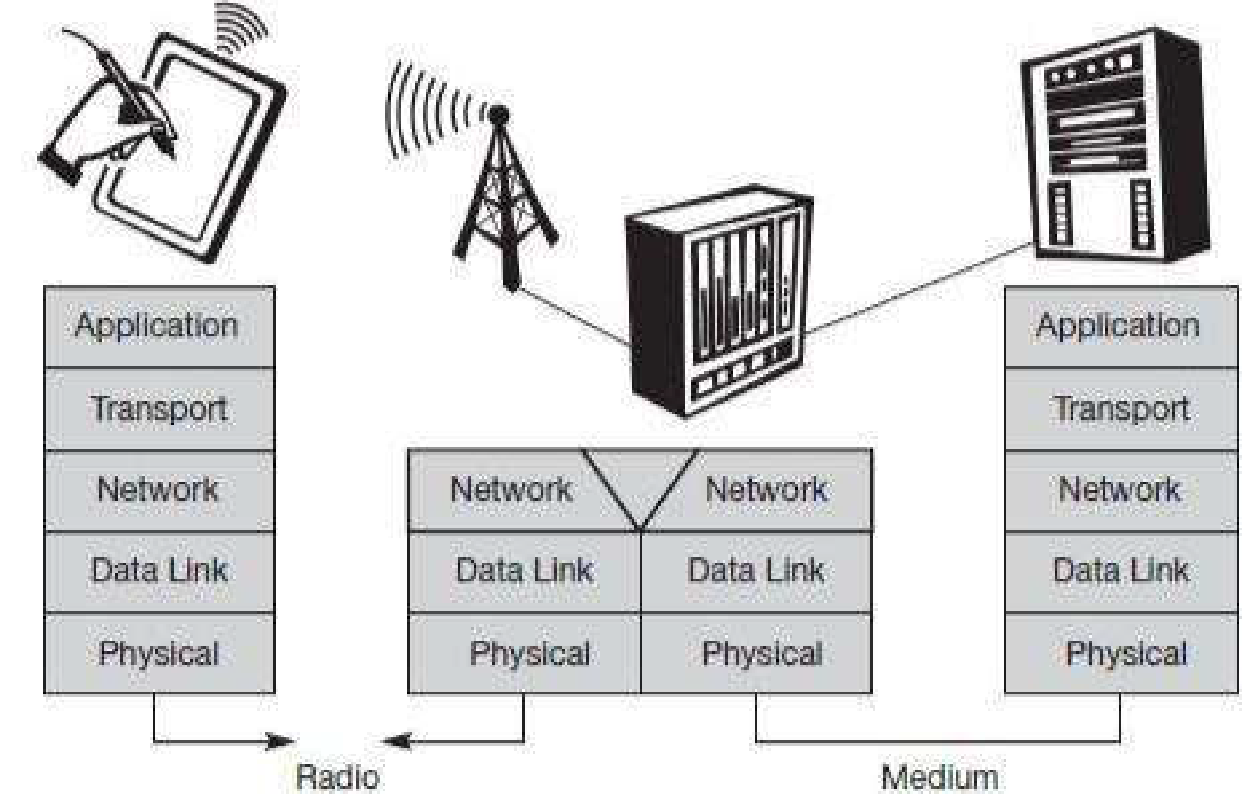 Application
Transport
Network
Data Link
Physical
Network
Data Link
Physical
Network
Data Link
Physical
Application
Transport
Network
Data Link
Physical
Radio
Medium